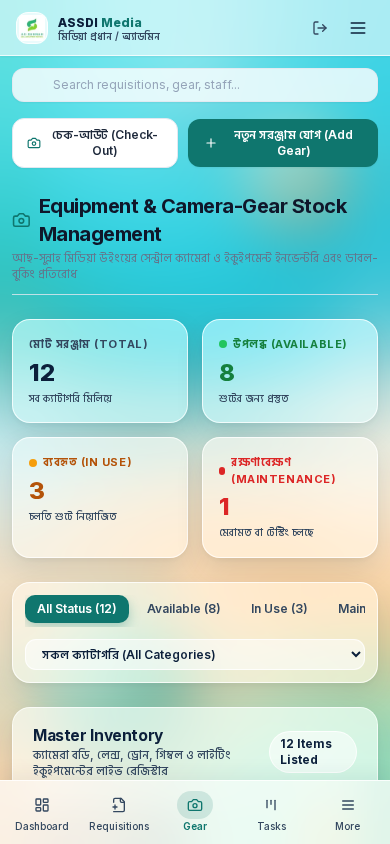 ASSDI Media
মিডিয়া প্রধান / অ্যাডমিন
Search requisitions, gear, staff...
চেক-আউট (Check-
Out)
নতুন সরঞ্জাম যোগ (Add
Gear)
Equipment & Camera-Gear Stock
Management
আছ-সুন্নাহ মিডিয়া উইংয়ের সেন্ট্রাল ক্যামেরা ও ইকুইপমেন্ট ইনভেন্টরি এবং ডাবল-
বুকিং প্রতিরোধ
মোট সরঞ্জাম (TOTAL)
12
সব ক্যাটাগরি মিলিয়ে
উপলব্ধ (AVAILABLE)
8
শুটের জন্য প্রস্তুত
ব্যবহৃত (IN USE)
3
চলতি শুটে নিয়োজিত
রক্ষণাবেক্ষণ
(MAINTENANCE)
1
মেরামত বা টেস্টিং চলছে
All Status (12)
Available (8)
In Use (3)
Main
সকল ক্যাটাগরি (All Categories)
Master Inventory
ক্যামেরা বডি, লেন্স, ড্রোন, গিম্বল ও লাইটিং
ইকুইপমেন্টের লাইভ রেজিস্টার
12 Items
Listed
Dashboard
Requisitions
Gear
Tasks
More